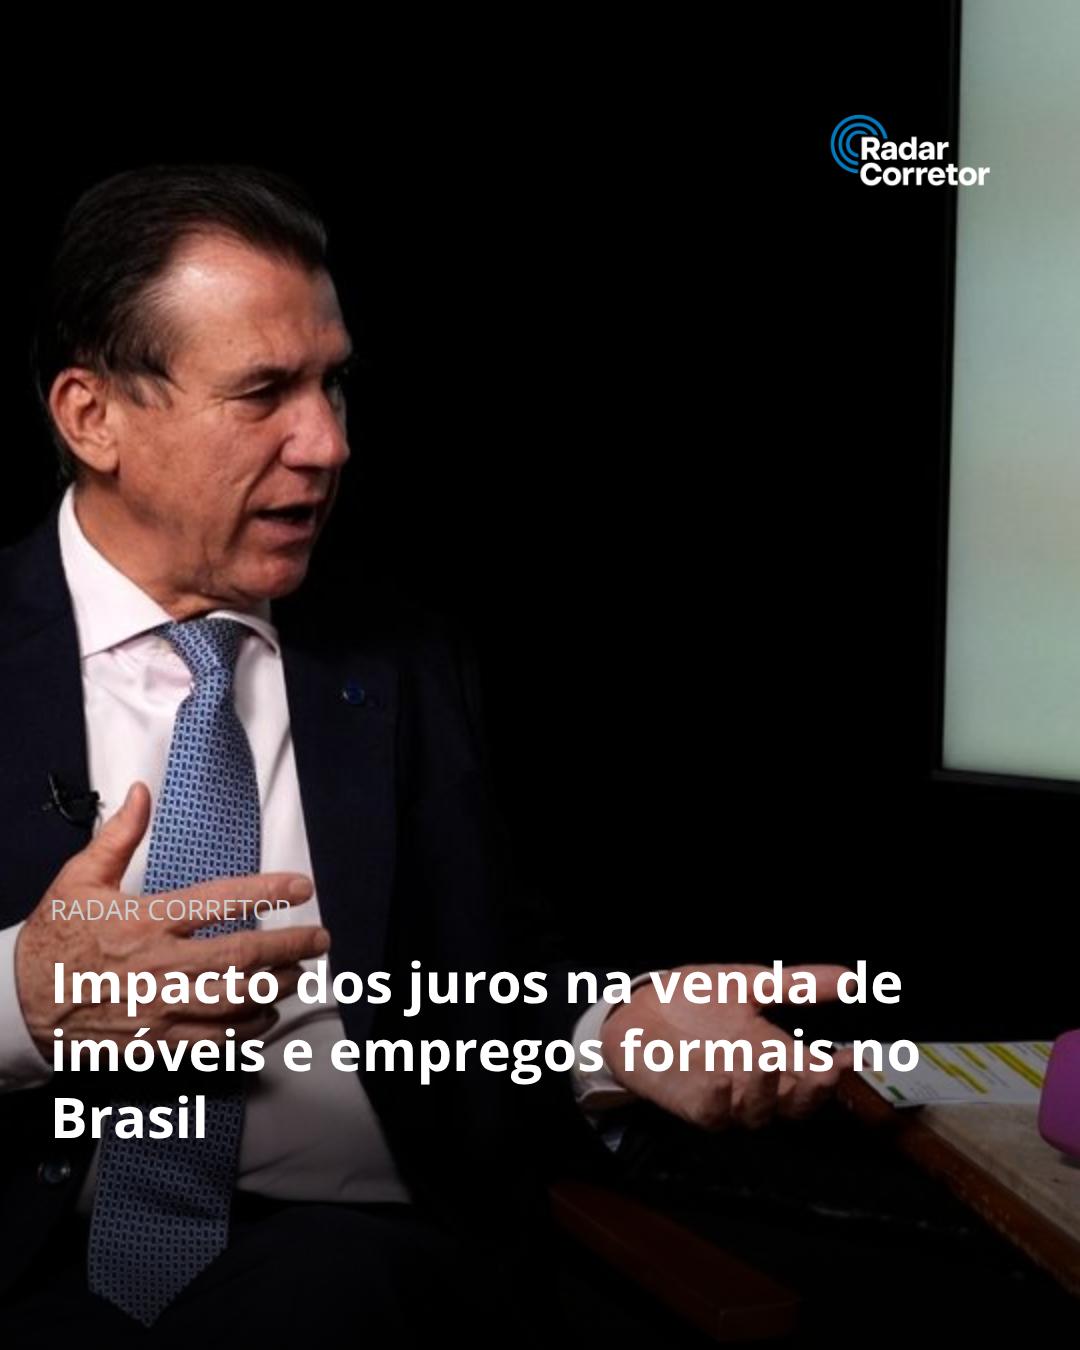 Radar
Corretor
RADAR CORRETOR
Impacto dos juros na venda de
imóveis e empregos formais no
Brasil